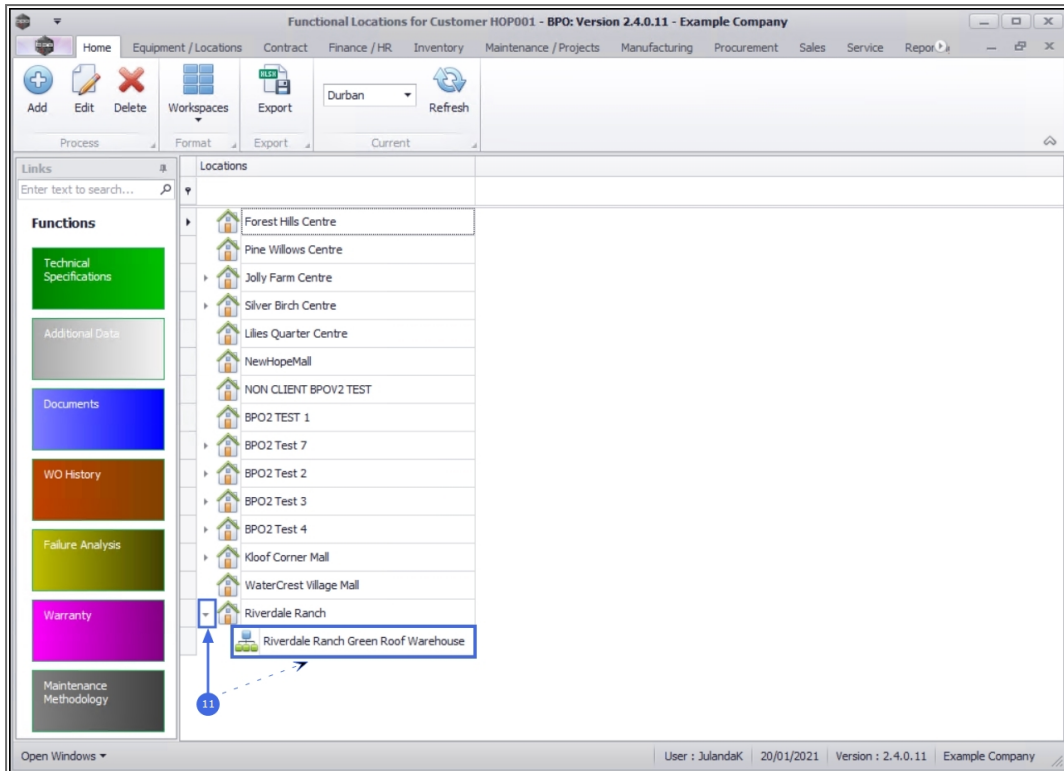 Functional Locations for Customer HOP001 - BPO: Version 2.4.0.11 - Example Company
Home Equipment / Locations Contract Finance / HR Inventory Maintenance / Projects Manufacturing Procurement Sales Service Repor
Add Edit Delete Workspaces Export Durban Refresh
Process Format Export Current
Links
Enter text to search...
Functions
Technical
Specifications
Additional Data
Documents
WO History
Failure Analysis
Warranty
Maintenance
Methodology
Locations
Forest Hills Centre
Pine Willows Centre
Jolly Farm Centre
Silver Birch Centre
Lilies Quarter Centre
NewHopeMall
NON CLIENT BPOV2 TEST
BPO2 TEST 1
BPO2 Test 7
BPO2 Test 2
BPO2 Test 3
BPO2 Test 4
Kloof Corner Mall
WaterCrest Village Mall
Riverdale Ranch
Riverdale Ranch Green Roof Warehouse
11
Open Windows User : JulandaK 20/01/2021 Version : 2.4.0.11 Example Company